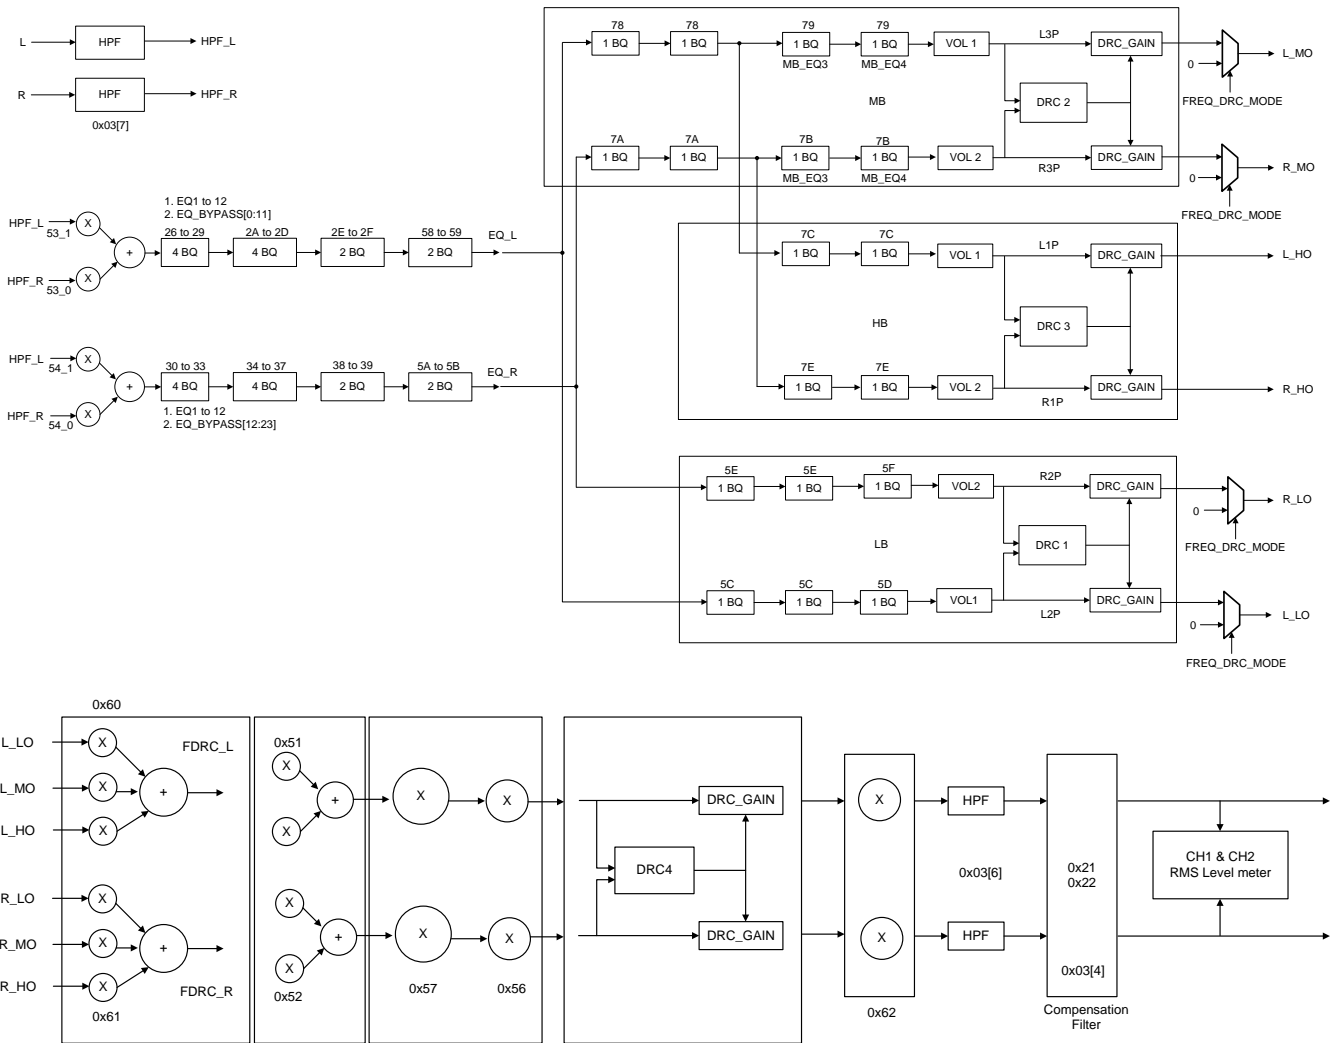 L
HPF
HPF_L
R
HPF
HPF_R
0x03[7]
78
1 BQ
78
1 BQ
79
1 BQ
MB_EQ3
79
1 BQ
MB_EQ4
VOL 1
L3P
DRC_GAIN
0
L_MO
FREQ_DRC_MODE
MB
DRC 2
7A
1 BQ
7A
1 BQ
7B
1 BQ
MB_EQ3
7B
1 BQ
MB_EQ4
VOL 2
R3P
DRC_GAIN
0
R_MO
FREQ_DRC_MODE
HPF_L
53_1
X
HPF_R
53_0
X
+
1. EQ1 to 12
2. EQ_BYPASS[0:11]
26 to 29
4 BQ
2A to 2D
4 BQ
2E to 2F
2 BQ
58 to 59
2 BQ
EQ_L
7C
1 BQ
7C
1 BQ
VOL 1
L1P
DRC_GAIN
L_HO
HB
DRC 3
HPF_L
54_1
X
HPF_R
54_0
X
+
30 to 33
4 BQ
34 to 37
4 BQ
38 to 39
2 BQ
5A to 5B
2 BQ
EQ_R
1. EQ1 to 12
2. EQ_BYPASS[12:23]
7E
1 BQ
7E
1 BQ
VOL 2
R1P
DRC_GAIN
R_HO
5E
1 BQ
5E
1 BQ
5F
1 BQ
VOL2
R2P
DRC_GAIN
0
R_LO
FREQ_DRC_MODE
LB
DRC 1
5C
1 BQ
5C
1 BQ
5D
1 BQ
VOL1
L2P
DRC_GAIN
0
L_LO
FREQ_DRC_MODE
0x60
L_LO
X
L_MO
X
L_HO
X
+
FDRC_L
R_LO
X
R_MO
X
R_HO
X
+
FDRC_R
0x61
0x51
X
X
+
X
X
+
0x52
X
X
X
X
0x57
0x56
DRC_GAIN
DRC4
DRC_GAIN
X
X
0x62
HPF
0x03[6]
HPF
0x21
0x22
0x03[4]
Compensation
Filter
CH1 & CH2
RMS Level meter